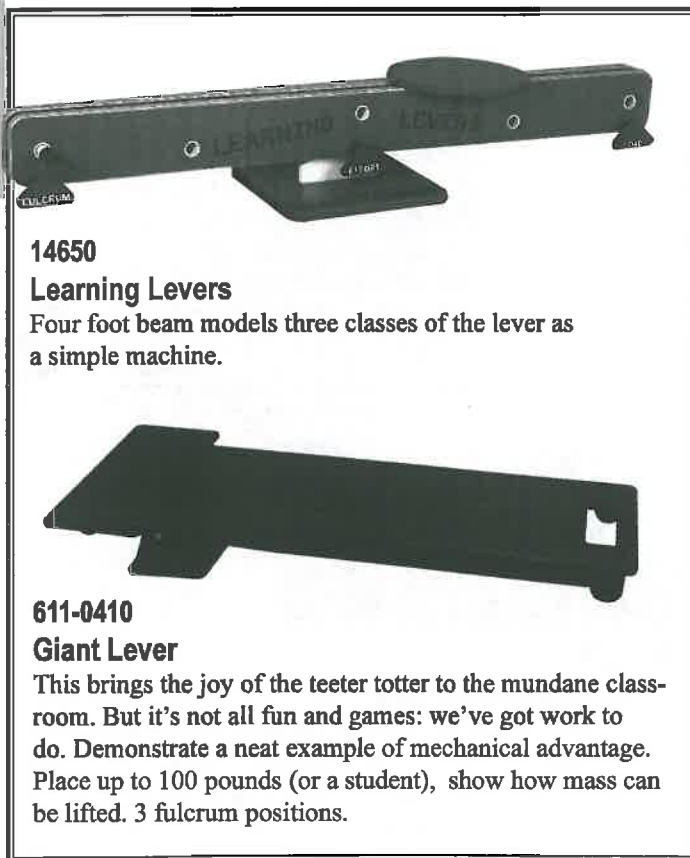 LEARNING LEVERS
FULCRUM EFFORT LOAD
14650
Learning Levers
Four foot beam models three classes of the lever as
a simple machine.
611-0410
Giant Lever
This brings the joy of the teeter totter to the mundane class-
room. But it's not all fun and games: we've got work to
do. Demonstrate a neat example of mechanical advantage.
Place up to 100 pounds (or a student),  show how mass can
be lifted. 3 fulcrum positions.